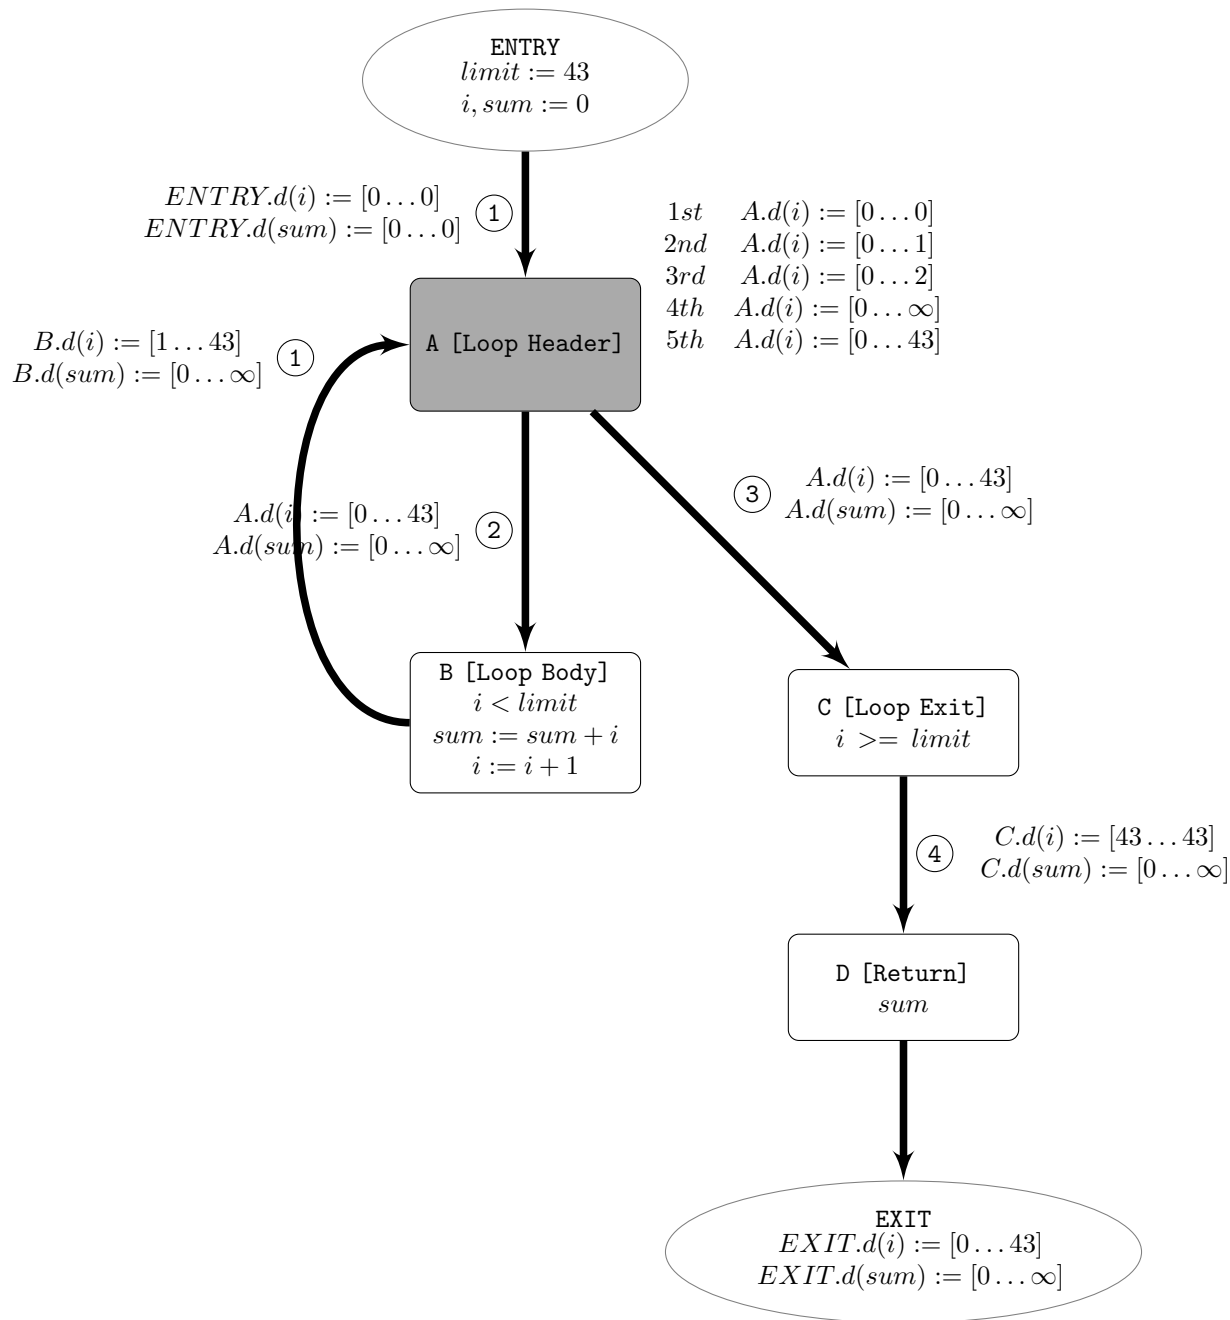 ENTRY
limit := 43
i, sum := 0
ENTRY.d(i) := [0 . . . 0]
ENTRY.d(sum) := [0 . . . 0]
1
1st A.d(i) := [0 . . . 0]
2nd A.d(i) := [0 . . . 1]
3rd A.d(i) := [0 . . . 2]
4th A.d(i) := [0 . . . ∞]
5th A.d(i) := [0 . . . 43]
A [Loop Header]
B.d(i) := [1 . . . 43]
B.d(sum) := [0 . . . ∞]
1
A.d(i) := [0 . . . 43]
A.d(sum) := [0 . . . ∞]
3
A.d(i) := [0 . . . 43]
A.d(sum) := [0 . . . ∞]
2
B [Loop Body]
i < limit
sum := sum + i
i := i + 1
C [Loop Exit]
i >= limit
4
C.d(i) := [43 . . . 43]
C.d(sum) := [0 . . . ∞]
D [Return]
sum
EXIT
EXIT.d(i) := [0 . . . 43]
EXIT.d(sum) := [0 . . . ∞]